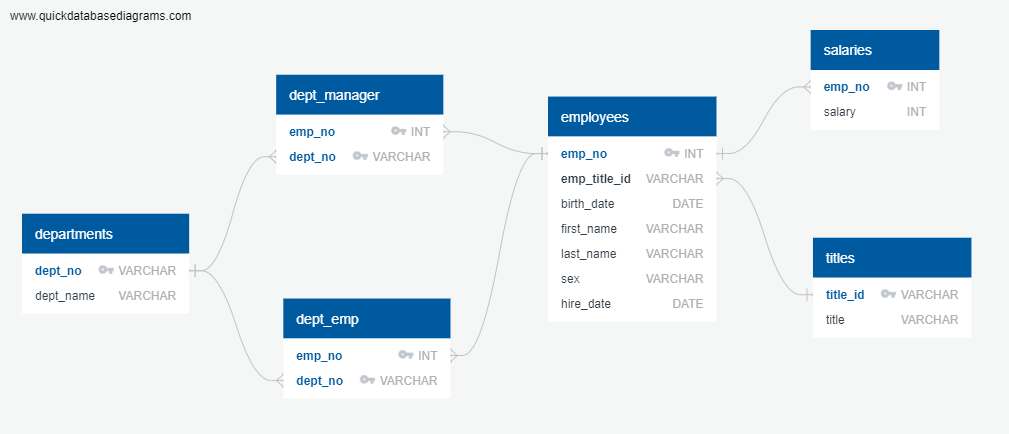 www.quickdatabasediagrams.com
departments
dept_no VARCHAR
dept_name VARCHAR
dept_manager
emp_no INT
dept_no VARCHAR
dept_emp
emp_no INT
dept_no VARCHAR
employees
emp_no INT
emp_title_id VARCHAR
birth_date DATE
first_name VARCHAR
last_name VARCHAR
sex VARCHAR
hire_date DATE
salaries
emp_no INT
salary INT
titles
title_id VARCHAR
title VARCHAR